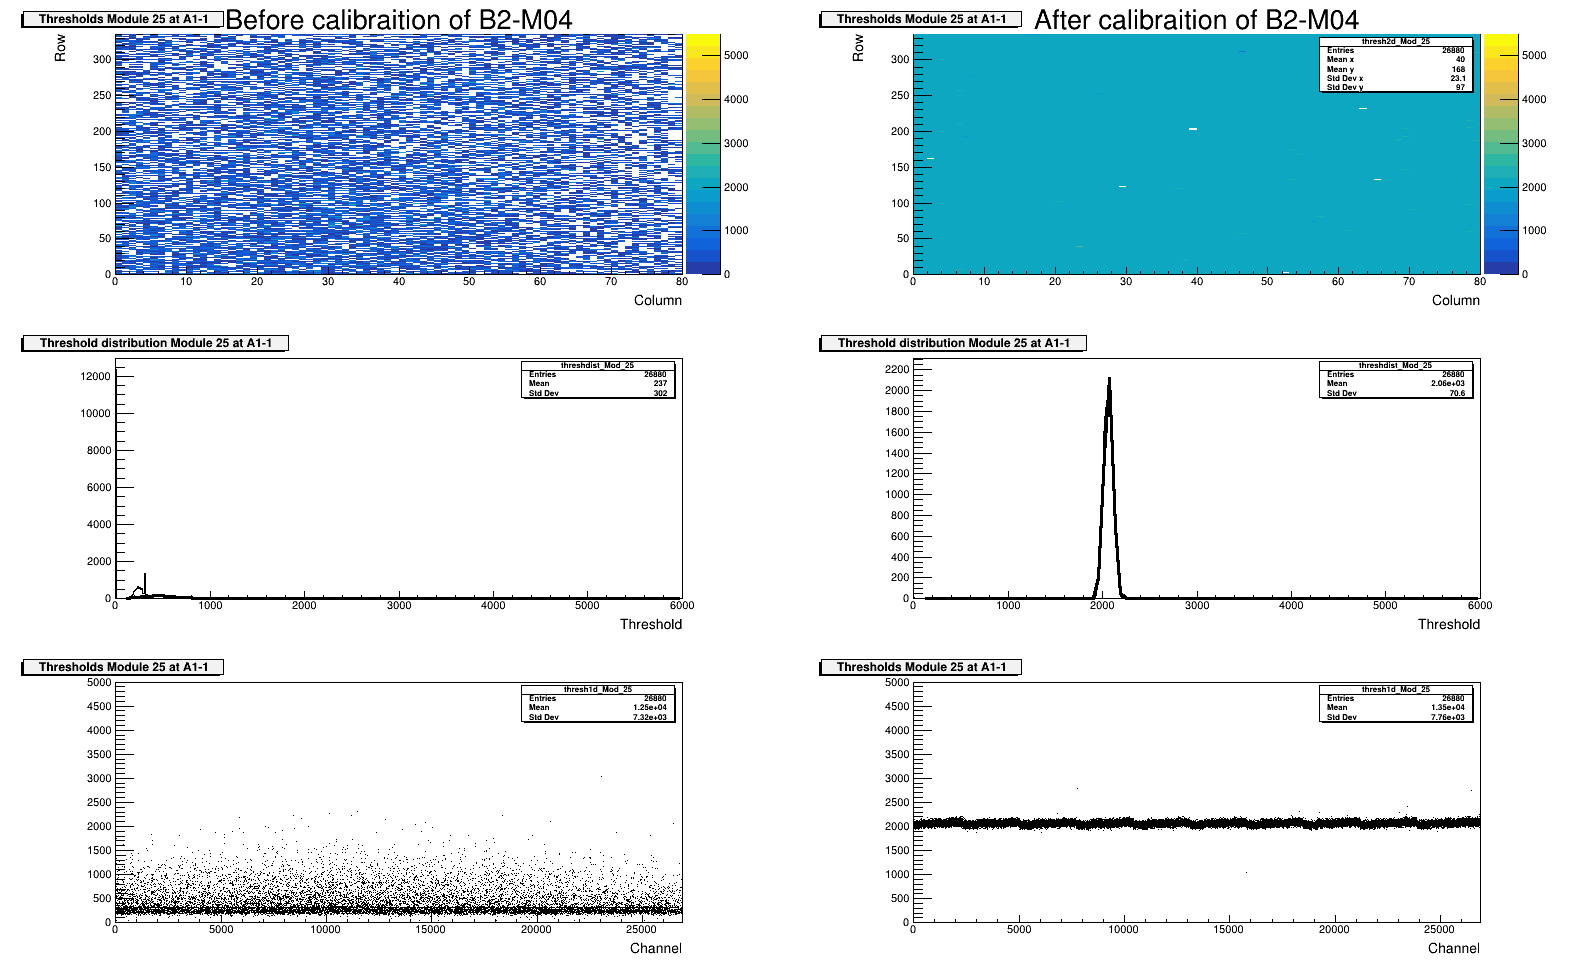 Thresholds Module 25 at A1-1
Before calibraition of B2-M04
Row
300
250
200
150
100
50
0
0 10 20 30 40 50 60 70 80
Column
5000
4000
3000
2000
1000
0
Thresholds Module 25 at A1-1
After calibraition of B2-M04
Row
thresh2d_Mod_25
Entries 26880
Mean x 40
Mean y 168
Std Dev x 23.1
Std Dev y 97
300
250
200
150
100
50
0
0 10 20 30 40 50 60 70 80
Column
5000
4000
3000
2000
1000
0
Threshold distribution Module 25 at A1-1
threshdist_Mod_25
Entries 26880
Mean 237
Std Dev 302
12000
10000
8000
6000
4000
2000
0
0 1000 2000 3000 4000 5000 6000
Threshold
Threshold distribution Module 25 at A1-1
threshdist_Mod_25
Entries 26880
Mean 2.06e+03
Std Dev 70.6
2200
2000
1800
1600
1400
1200
1000
800
600
400
200
0
0 1000 2000 3000 4000 5000 6000
Threshold
Thresholds Module 25 at A1-1
thresh1d_Mod_25
Entries 26880
Mean 1.25e+04
Std Dev 7.32e+03
5000
4500
4000
3500
3000
2500
2000
1500
1000
500
0
0 5000 10000 15000 20000 25000
Channel
Thresholds Module 25 at A1-1
thresh1d_Mod_25
Entries 26880
Mean 1.35e+04
Std Dev 7.76e+03
5000
4500
4000
3500
3000
2500
2000
1500
1000
500
0
0 5000 10000 15000 20000 25000
Channel